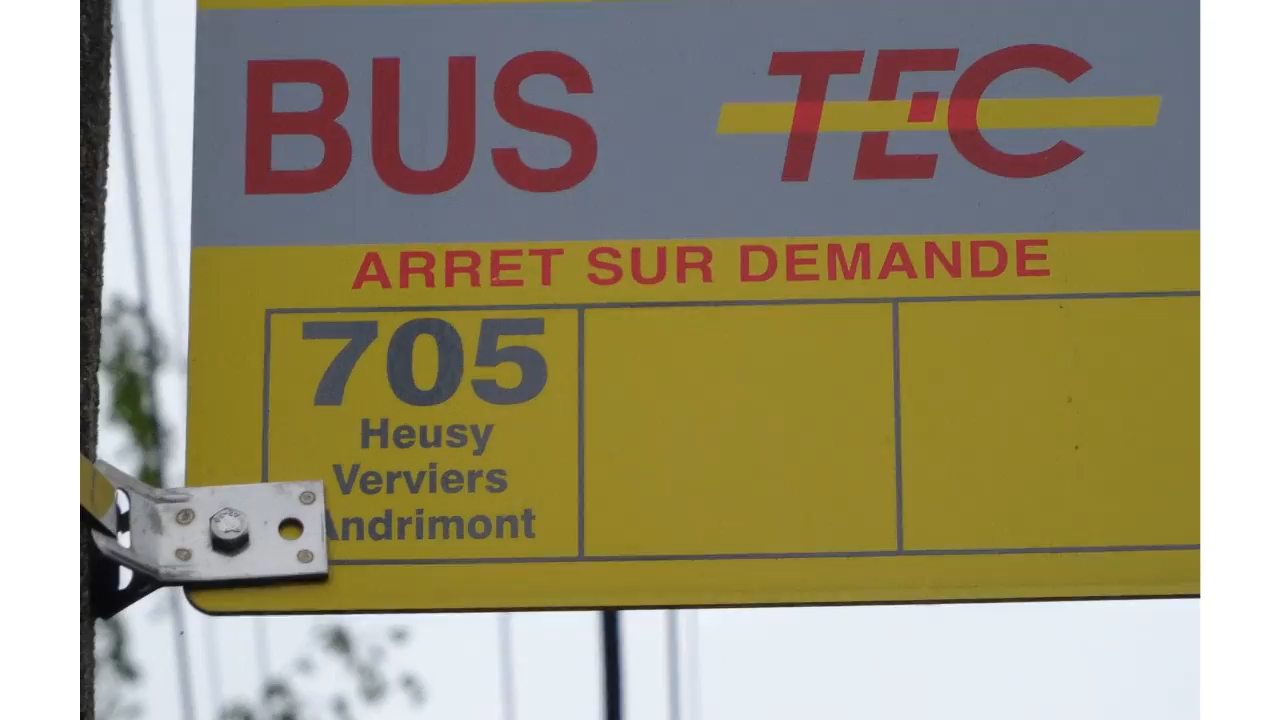 BUS TEC
ARRET SUR DEMANDE
705
Heusy
Verviers
Andrimont